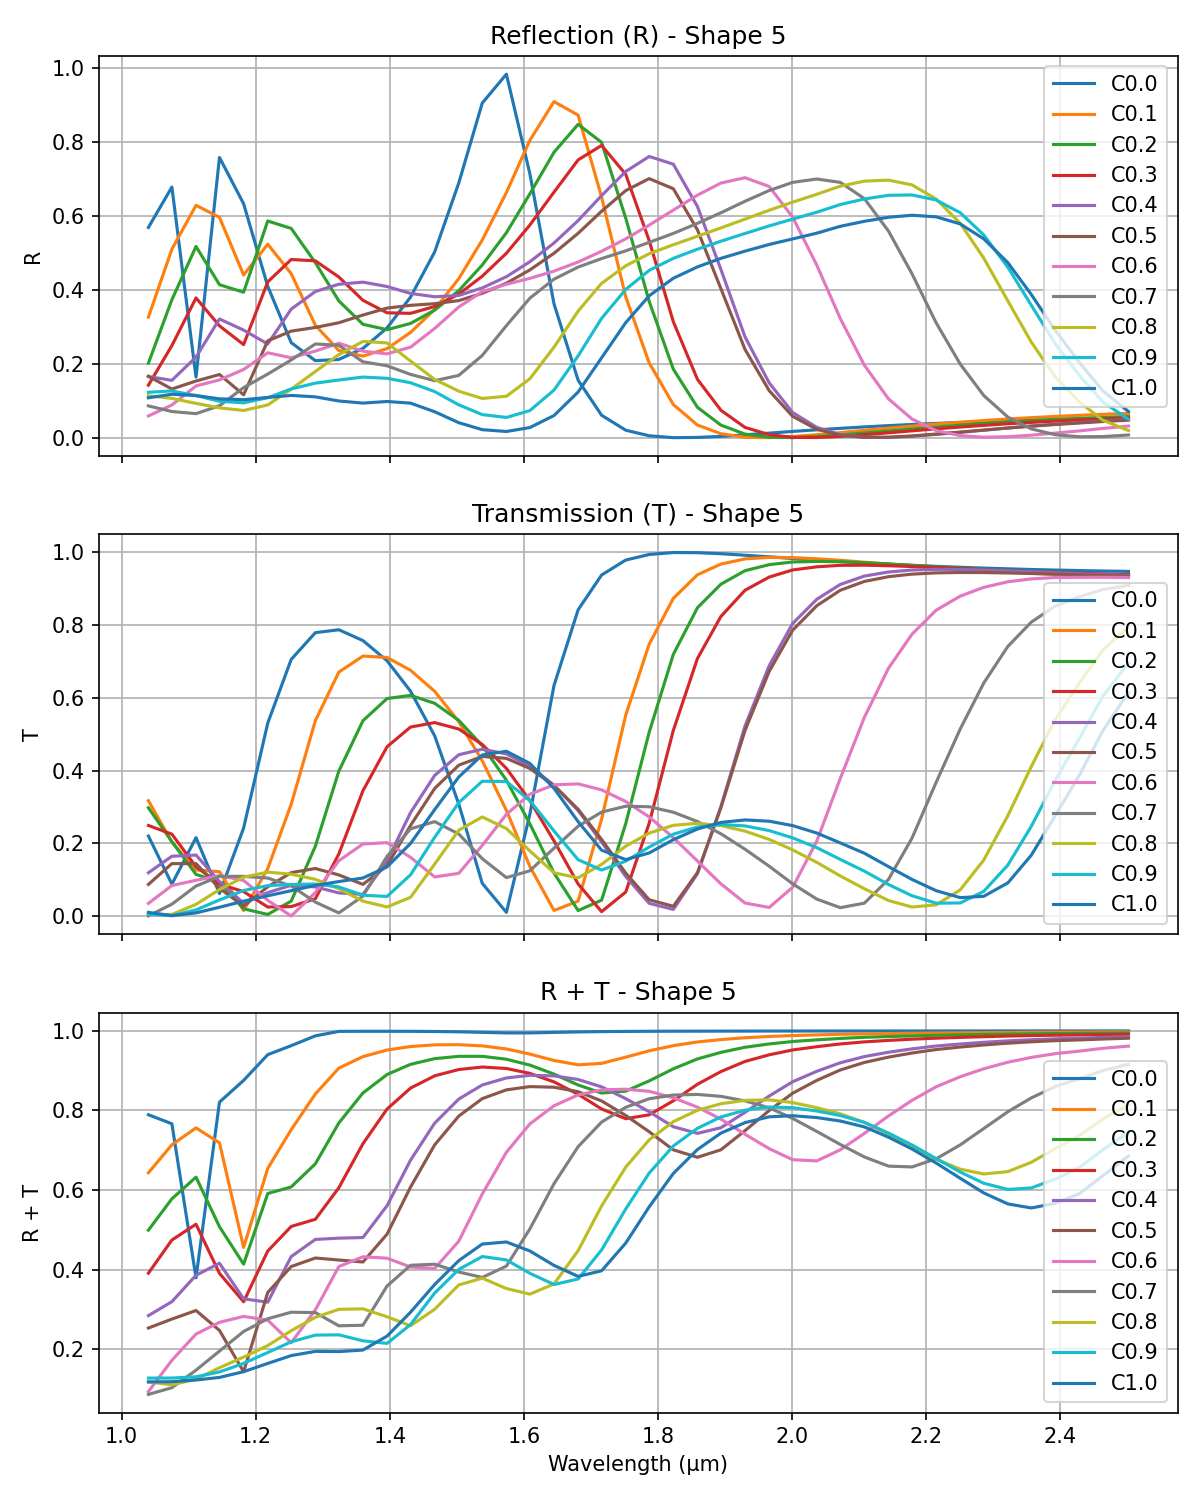 Reflection (R) - Shape 5
R
1.0
0.8
0.6
0.4
0.2
0.0
C0.0
C0.1
C0.2
C0.3
C0.4
C0.5
C0.6
C0.7
C0.8
C0.9
C1.0
Transmission (T) - Shape 5
T
1.0
0.8
0.6
0.4
0.2
0.0
C0.0
C0.1
C0.2
C0.3
C0.4
C0.5
C0.6
C0.7
C0.8
C0.9
C1.0
R + T - Shape 5
R + T
1.0
0.8
0.6
0.4
0.2
C0.0
C0.1
C0.2
C0.3
C0.4
C0.5
C0.6
C0.7
C0.8
C0.9
C1.0
1.0 1.2 1.4 1.6 1.8 2.0 2.2 2.4
Wavelength (μm)